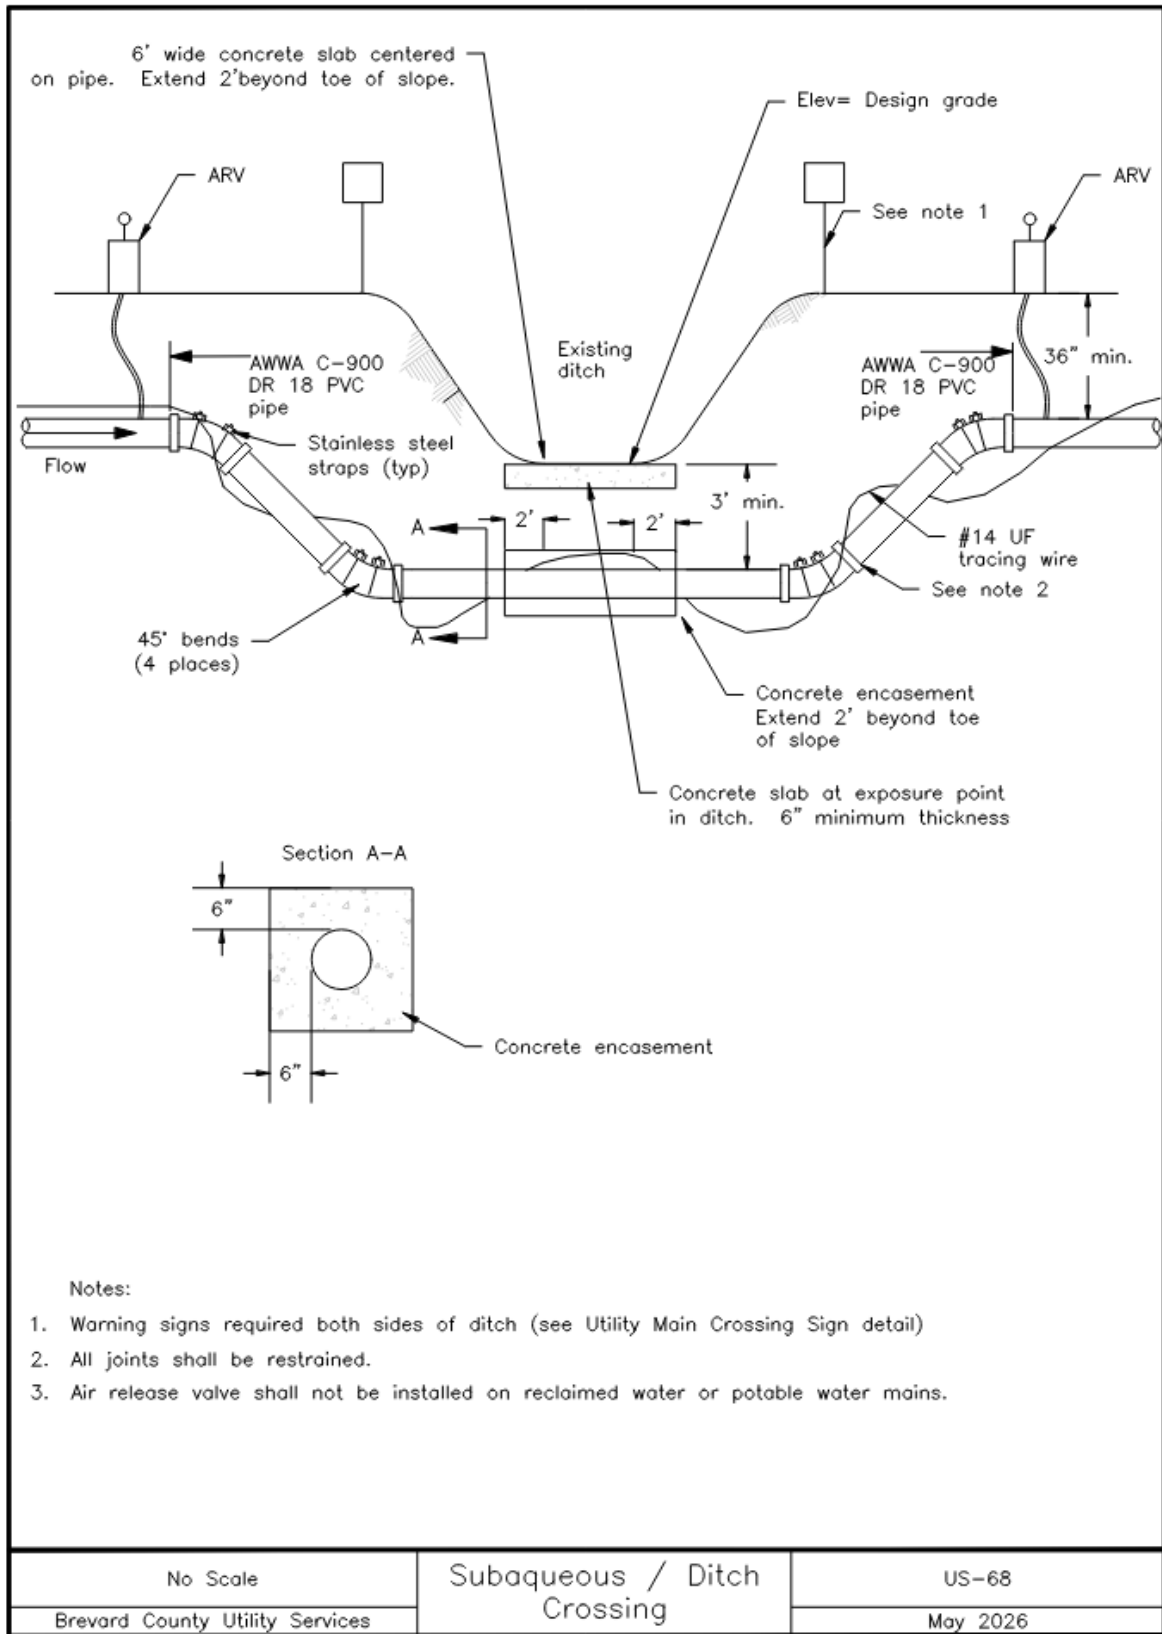 6' wide concrete slab centered
on pipe.  Extend 2'beyond toe of slope.
Elev= Design grade
ARV
See note 1
ARV
AWWA C-900
DR 18 PVC
pipe
Existing
ditch
AWWA C-900
DR 18 PVC
pipe
36" min.
Flow
Stainless steel
straps (typ)
3' min.
A
2'
2'
#14 UF
tracing wire
See note 2
A
45° bends
(4 places)
Concrete encasement
Extend 2' beyond toe
of slope
Concrete slab at exposure point
in ditch.  6" minimum thickness
Section A-A
6"
Concrete encasement
6"
Notes:
1. Warning signs required both sides of ditch (see Utility Main Crossing Sign detail)
2. All joints shall be restrained.
3. Air release valve shall not be installed on reclaimed water or potable water mains.
No Scale
Brevard County Utility Services
Subaqueous / Ditch
Crossing
US-68
May 2026